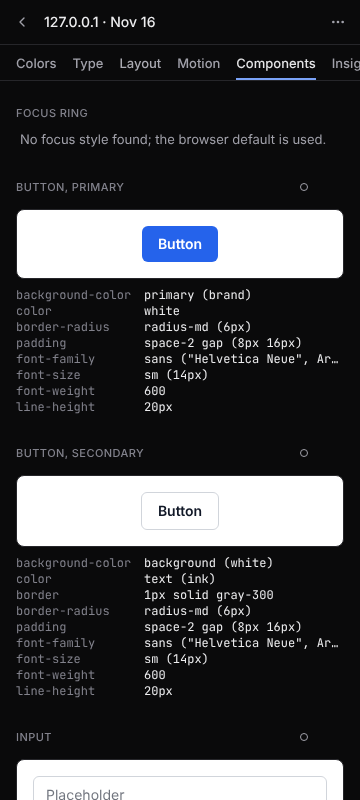 127.0.0.1 · Nov 16
Colors Type Layout Motion Components Insig
FOCUS RING
No focus style found; the browser default is used.
BUTTON, PRIMARY
Button
background-color primary (brand)
color white
border-radius radius-md (6px)
padding space-2 gap (8px 16px)
font-family sans ("Helvetica Neue", Ar…
font-size sm (14px)
font-weight 600
line-height 20px
BUTTON, SECONDARY
Button
background-color background (white)
color text (ink)
border 1px solid gray-300
border-radius radius-md (6px)
padding space-2 gap (8px 16px)
font-family sans ("Helvetica Neue", Ar…
font-size sm (14px)
font-weight 600
line-height 20px
INPUT
Placeholder